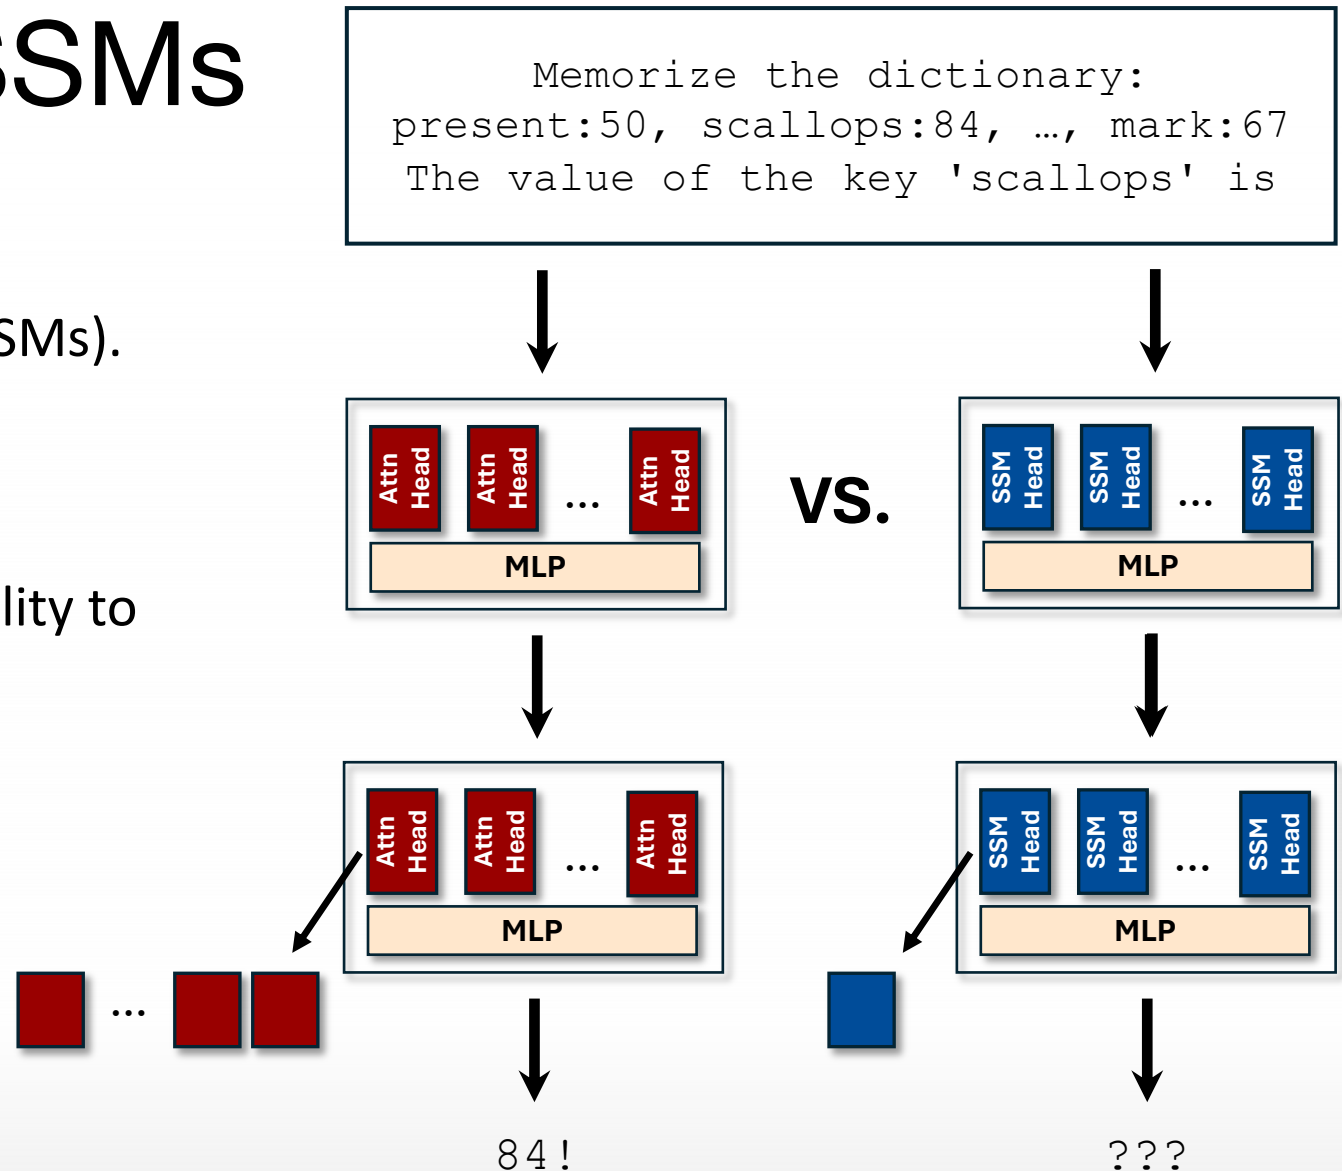 SSMs
Memorize the dictionary:
present:50, scallops:84, …, mark:67
The value of the key 'scallops' is
SMs).
lity to
Attn Head
Attn Head
...
Attn Head
MLP
vs.
SSM Head
SSM Head
...
SSM Head
MLP
Attn Head
Attn Head
...
Attn Head
MLP
SSM Head
SSM Head
...
SSM Head
MLP
...
84!
???